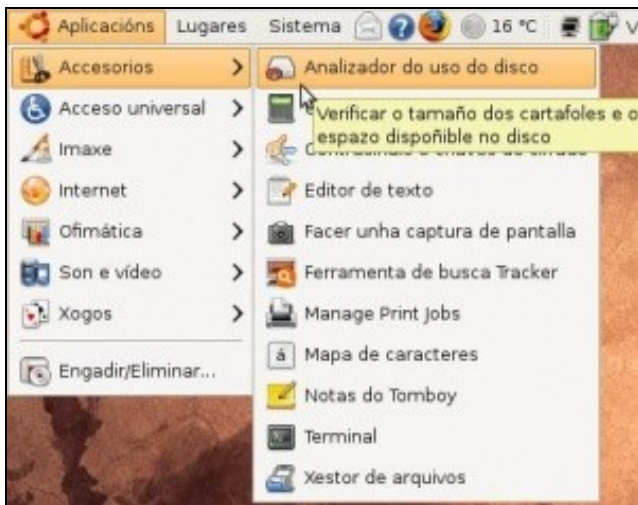 Aplicacións Lugares Sistema 16 °C
Accesorios
Acceso universal
Imaxe
Internet
Ofimática
Son e vídeo
Xogos
Engadir/Eliminar...
Analizador do uso do disco
Verificar o tamaño dos cartafoles e o
espazo dispoñible no disco
Editor de texto
Facer unha captura de pantalla
Ferramenta de busca Tracker
Manage Print Jobs
Mapa de caracteres
Notas do Tomboy
Terminal
Xestor de arquivos